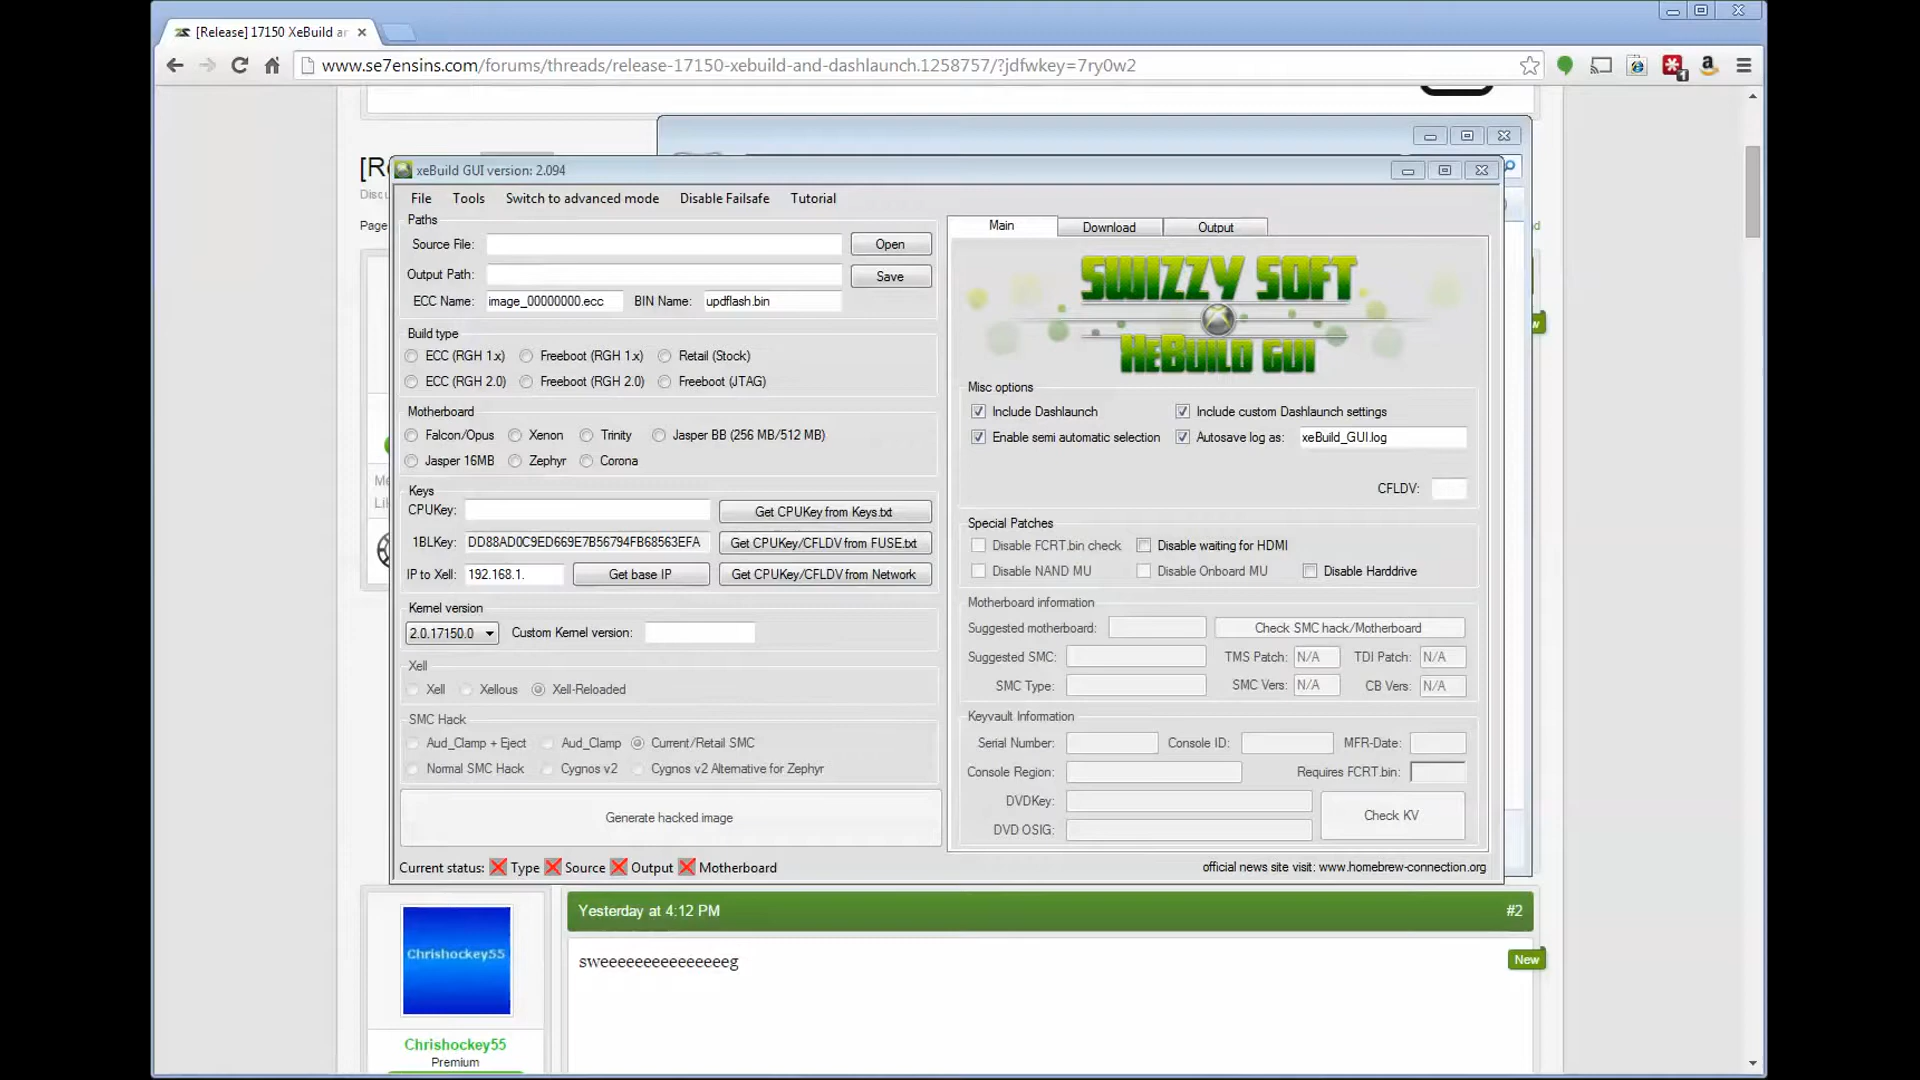 [Release] 17150 XeBuild ar
www.se7ensins.com/forums/threads/release-17150-xebuild-and-dashlaunch.1258757/?jdfwkey=7ry0w2
1
[Re
Discu
Page
xeBuild GUI version: 2.094
File Tools Switch to advanced mode Disable Failsafe Tutorial
Paths
Source File: Open
Output Path: Save
ECC Name: image_00000000.ecc BIN Name: updflash.bin
Build type
ECC (RGH 1.x) Freeboot (RGH 1.x) Retail (Stock)
ECC (RGH 2.0) Freeboot (RGH 2.0) Freeboot (JTAG)
Motherboard
Falcon/Opus Xenon Trinity Jasper BB (256 MB/512 MB)
Jasper 16MB Zephyr Corona
Keys
CPUKey: Get CPUKey from Keys.txt
1BLKey: DD88AD0C9ED669E7B56794FB68563EFA Get CPUKey/CFLDV from FUSE.txt
IP to Xell: 192.168.1. Get base IP Get CPUKey/CFLDV from Network
Kernel version
2.0.17150.0 Custom Kernel version:
Xell
Xell Xellous Xell-Reloaded
SMC Hack
Aud_Clamp + Eject Aud_Clamp Current/Retail SMC
Normal SMC Hack Cygnos v2 Cygnos v2 Alternative for Zephyr
Generate hacked image
Current status: Type Source Output Motherboard
Main Download Output
SWIZZY SOFT
XEBUILD GUI
Misc options
Include Dashlaunch Include custom Dashlaunch settings
Enable semi automatic selection Autosave log as: xeBuild_GUI.log
CFLDV:
Special Patches
Disable FCRT.bin check Disable waiting for HDMI
Disable NAND MU Disable Onboard MU Disable Harddrive
Motherboard information
Suggested motherboard: Check SMC hack/Motherboard
Suggested SMC: TMS Patch: N/A TDI Patch: N/A
SMC Type: SMC Vers: N/A CB Vers: N/A
Keyvault Information
Serial Number: Console ID: MFR-Date:
Console Region: Requires FCRT.bin:
DVDKey: Check KV
DVD OSIG:
official news site visit: www.homebrew-connection.org
Yesterday at 4:12 PM #2
Chrishockey55
sweeeeeeeeeeeeeeeg
New
Chrishockey55
Premium